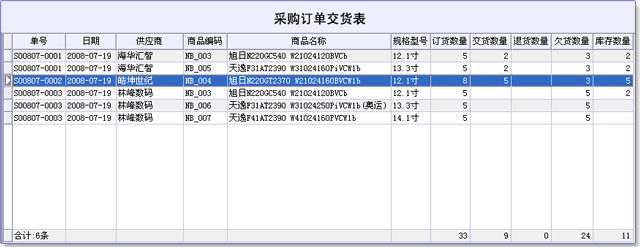 采购订单交货表
单号 日期 供应商 商品编码 商品名称 规格型号 订货数量 交货数量 退货数量 欠货数量 库存数量
S00807-0001 2008-07-19 海华汇智 NB_003 旭日N220GC540 W21024120BVCb 12.1寸 5 2 3 2
S00807-0001 2008-07-19 海华汇智 NB_005 天逸F31AT2390 W31024160PiVCW1b 13.3寸 5 2 3 2
S00807-0002 2008-07-19 皓坤世纪 NB_004 旭日N220GT2370 W21024160BVCb 12.1寸 8 5 3 5
S00807-0003 2008-07-19 林峰数码 NB_003 旭日N220GC540 W21024120BVCb 12.1寸 5 5 2
S00807-0003 2008-07-19 林峰数码 NB_006 天逸F31AT2390 W31024250PiVCW1b(奥运) 13.3寸 5 5
S00807-0003 2008-07-19 林峰数码 NB_007 天逸F41AT2390 W41024160PVCW1b 14.1寸 5 5
合计:6条 33 9 0 24 11